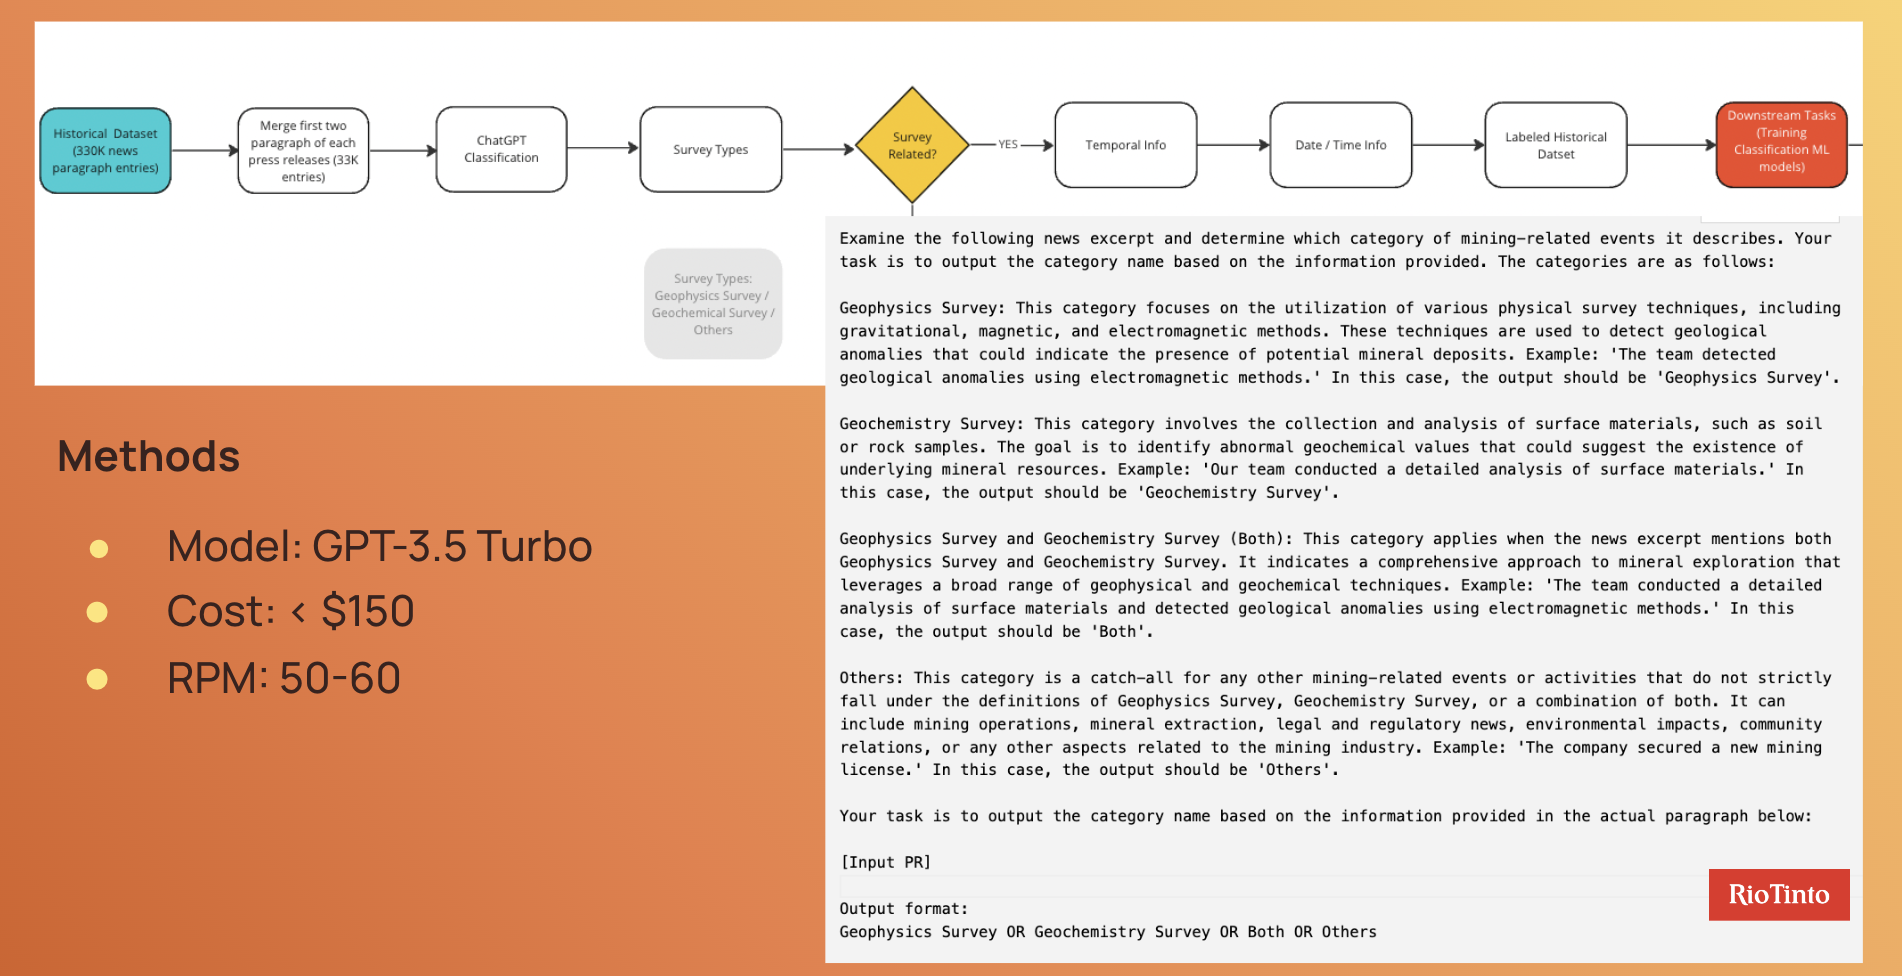 Historical  Dataset
(330K news
paragraph entries)
Merge first two
paragraph of each
press releases (33K
entries)
ChatGPT
Classification
Survey Types
Survey
Related?
YES
Temporal Info
Date / Time Info
Labeled Historical
Datset
Downstream Tasks
(Training
Classification ML
models)
Survey Types:
Geophysics Survey /
Geochemical Survey /
Others
Methods
Model: GPT-3.5 Turbo
Cost: < $150
RPM: 50-60
Examine the following news excerpt and determine which category of mining-related events it describes. Your
task is to output the category name based on the information provided. The categories are as follows:
Geophysics Survey: This category focuses on the utilization of various physical survey techniques, including
gravitational, magnetic, and electromagnetic methods. These techniques are used to detect geological
anomalies that could indicate the presence of potential mineral deposits. Example: 'The team detected
geological anomalies using electromagnetic methods.' In this case, the output should be 'Geophysics Survey'.
Geochemistry Survey: This category involves the collection and analysis of surface materials, such as soil
or rock samples. The goal is to identify abnormal geochemical values that could suggest the existence of
underlying mineral resources. Example: 'Our team conducted a detailed analysis of surface materials.' In
this case, the output should be 'Geochemistry Survey'.
Geophysics Survey and Geochemistry Survey (Both): This category applies when the news excerpt mentions both
Geophysics Survey and Geochemistry Survey. It indicates a comprehensive approach to mineral exploration that
leverages a broad range of geophysical and geochemical techniques. Example: 'The team conducted a detailed
analysis of surface materials and detected geological anomalies using electromagnetic methods.' In this
case, the output should be 'Both'.
Others: This category is a catch-all for any other mining-related events or activities that do not strictly
fall under the definitions of Geophysics Survey, Geochemistry Survey, or a combination of both. It can
include mining operations, mineral extraction, legal and regulatory news, environmental impacts, community
relations, or any other aspects related to the mining industry. Example: 'The company secured a new mining
license.' In this case, the output should be 'Others'.
Your task is to output the category name based on the information provided in the actual paragraph below:
[Input PR]
Output format:
Geophysics Survey OR Geochemistry Survey OR Both OR Others
RioTinto